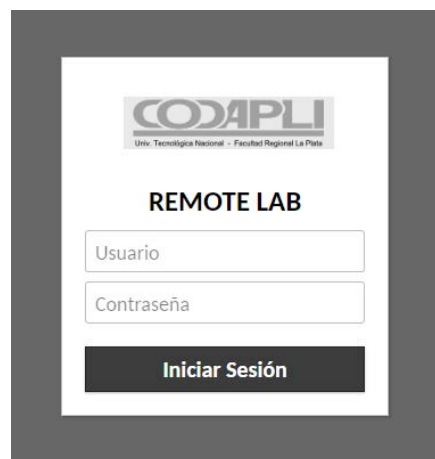 CODAPLI
Univ. Tecnológica Nacional - Facultad Regional La Plata
REMOTE LAB
Usuario
Contraseña
Iniciar Sesión